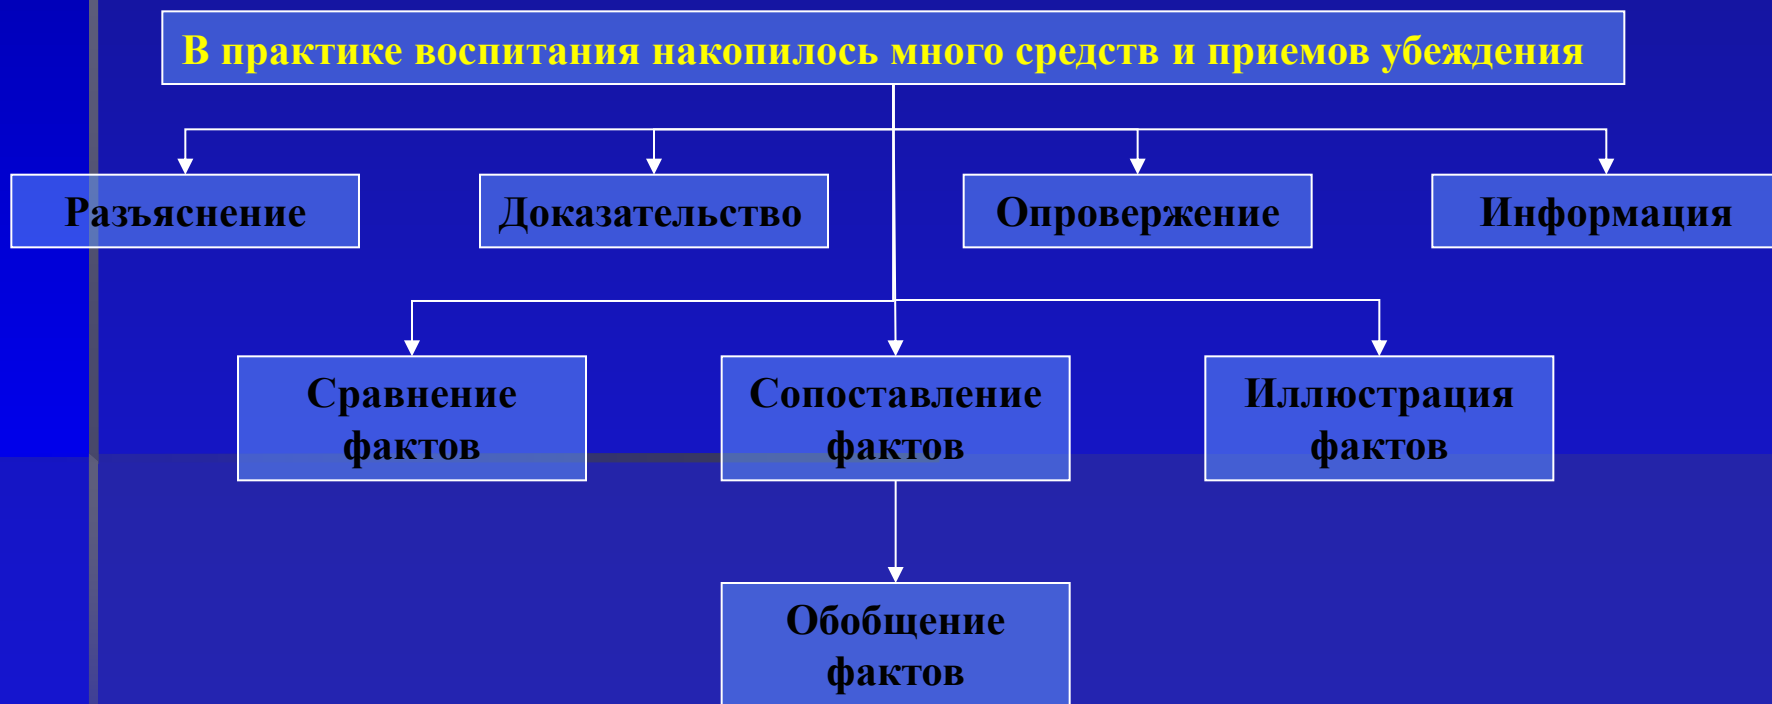 В практике воспитания накопилось много средств и приемов убеждения
Разъяснение
Доказательство
Опровержение
Информация
Сравнение
фактов
Сопоставление
фактов
Иллюстрация
фактов
Обобщение
фактов